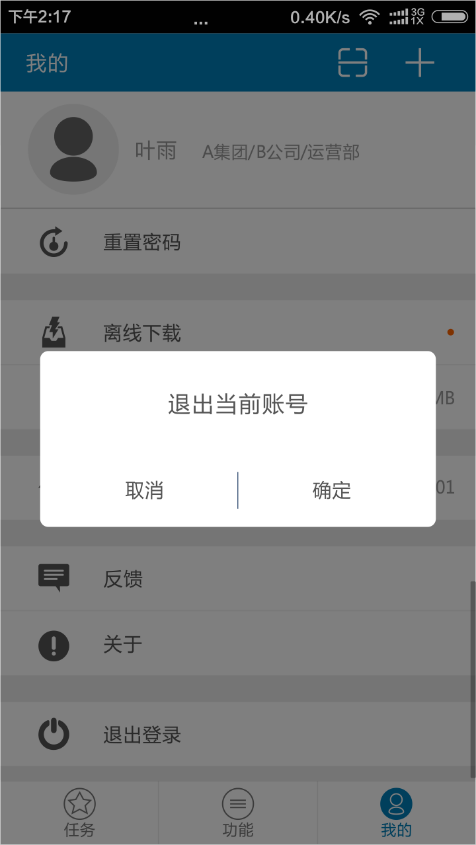 下午2:17 ... 0.40K/s 3G 1X
我的
叶雨 A集团/B公司/运营部
重置密码
离线下载
MB
退出当前账号
取消 确定
01
反馈
关于
退出登录
任务 功能 我的